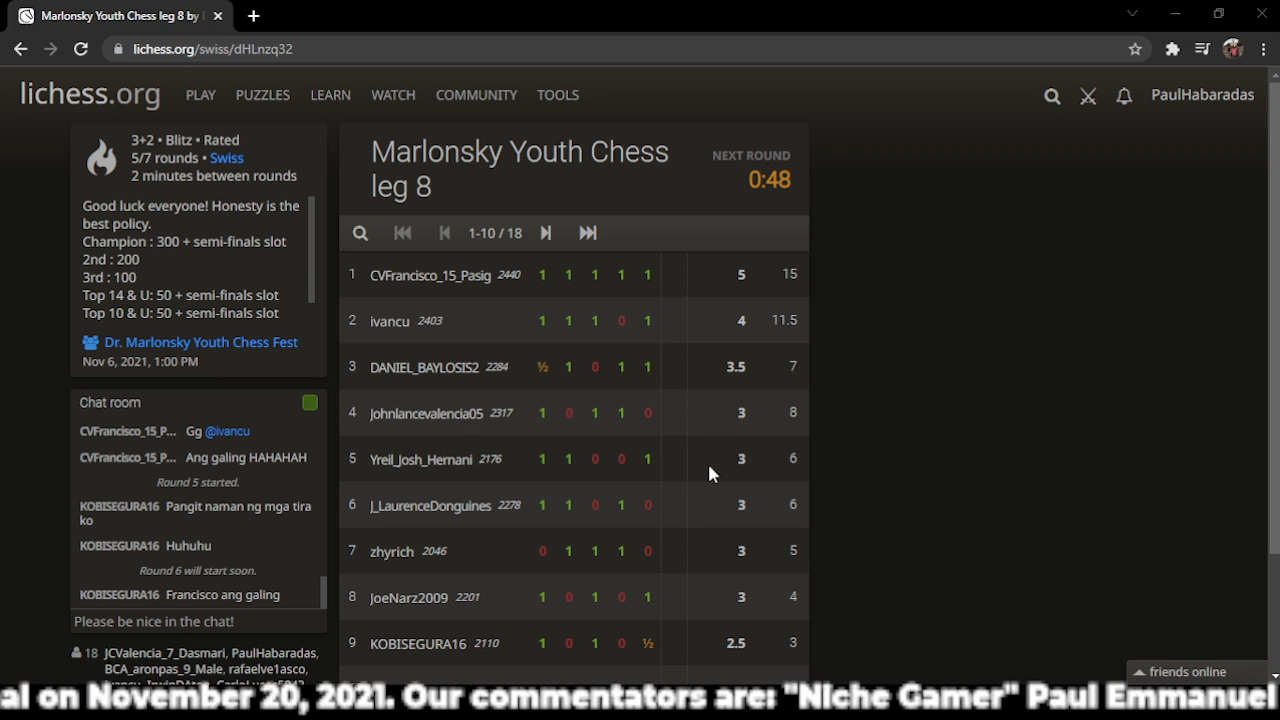 Marlonsky Youth Chess leg 8 by
lichess.org/swiss/dHLnzq32
lichess.org PLAY PUZZLES LEARN WATCH COMMUNITY TOOLS PaulHabaradas
3+2 • Blitz • Rated
5/7 rounds • Swiss
2 minutes between rounds
Good luck everyone! Honesty is the
best policy.
Champion : 300 + semi-finals slot
2nd : 200
3rd : 100
Top 14 & U: 50 + semi-finals slot
Top 10 & U: 50 + semi-finals slot
Dr. Marlonsky Youth Chess Fest
Nov 6, 2021, 1:00 PM
Chat room
CVFrancisco_15_P... Gg @ivancu
CVFrancisco_15_P... Ang galing HAHAHAH
Round 5 started.
KOBISEGURA16 Pangit naman ng mga tira
ko
KOBISEGURA16 Huhuhu
Round 6 will start soon.
KOBISEGURA16 Francisco ang galing
Please be nice in the chat!
18 JCValencia_7_Dasmari, PaulHabaradas,
BCA_aronpas_9_Male, rafaelve1asco,
Marlonsky Youth Chess
leg 8
NEXT ROUND
0:48
1-10 / 18
1 CVFrancisco_15_Pasig 2440 1 1 1 1 1 5 15
2 ivancu 2403 1 1 1 0 1 4 11.5
3 DANIEL_BAYLOSIS2 2284 ½ 1 0 1 1 3.5 7
4 Johnlancevalencia05 2317 1 0 1 1 0 3 8
5 Yreil_Josh_Hernani 2176 1 1 0 0 1 3 6
6 J_LaurenceDonguines 2278 1 1 0 1 0 3 6
7 zhyrich 2046 0 1 1 1 0 3 5
8 JoeNarz2009 2201 1 0 1 0 1 3 4
9 KOBISEGURA16 2110 1 0 1 0 ½ 2.5 3
friends online
al on November 20, 2021. Our commentators are: "Niche Gamer" Paul Emmanuel